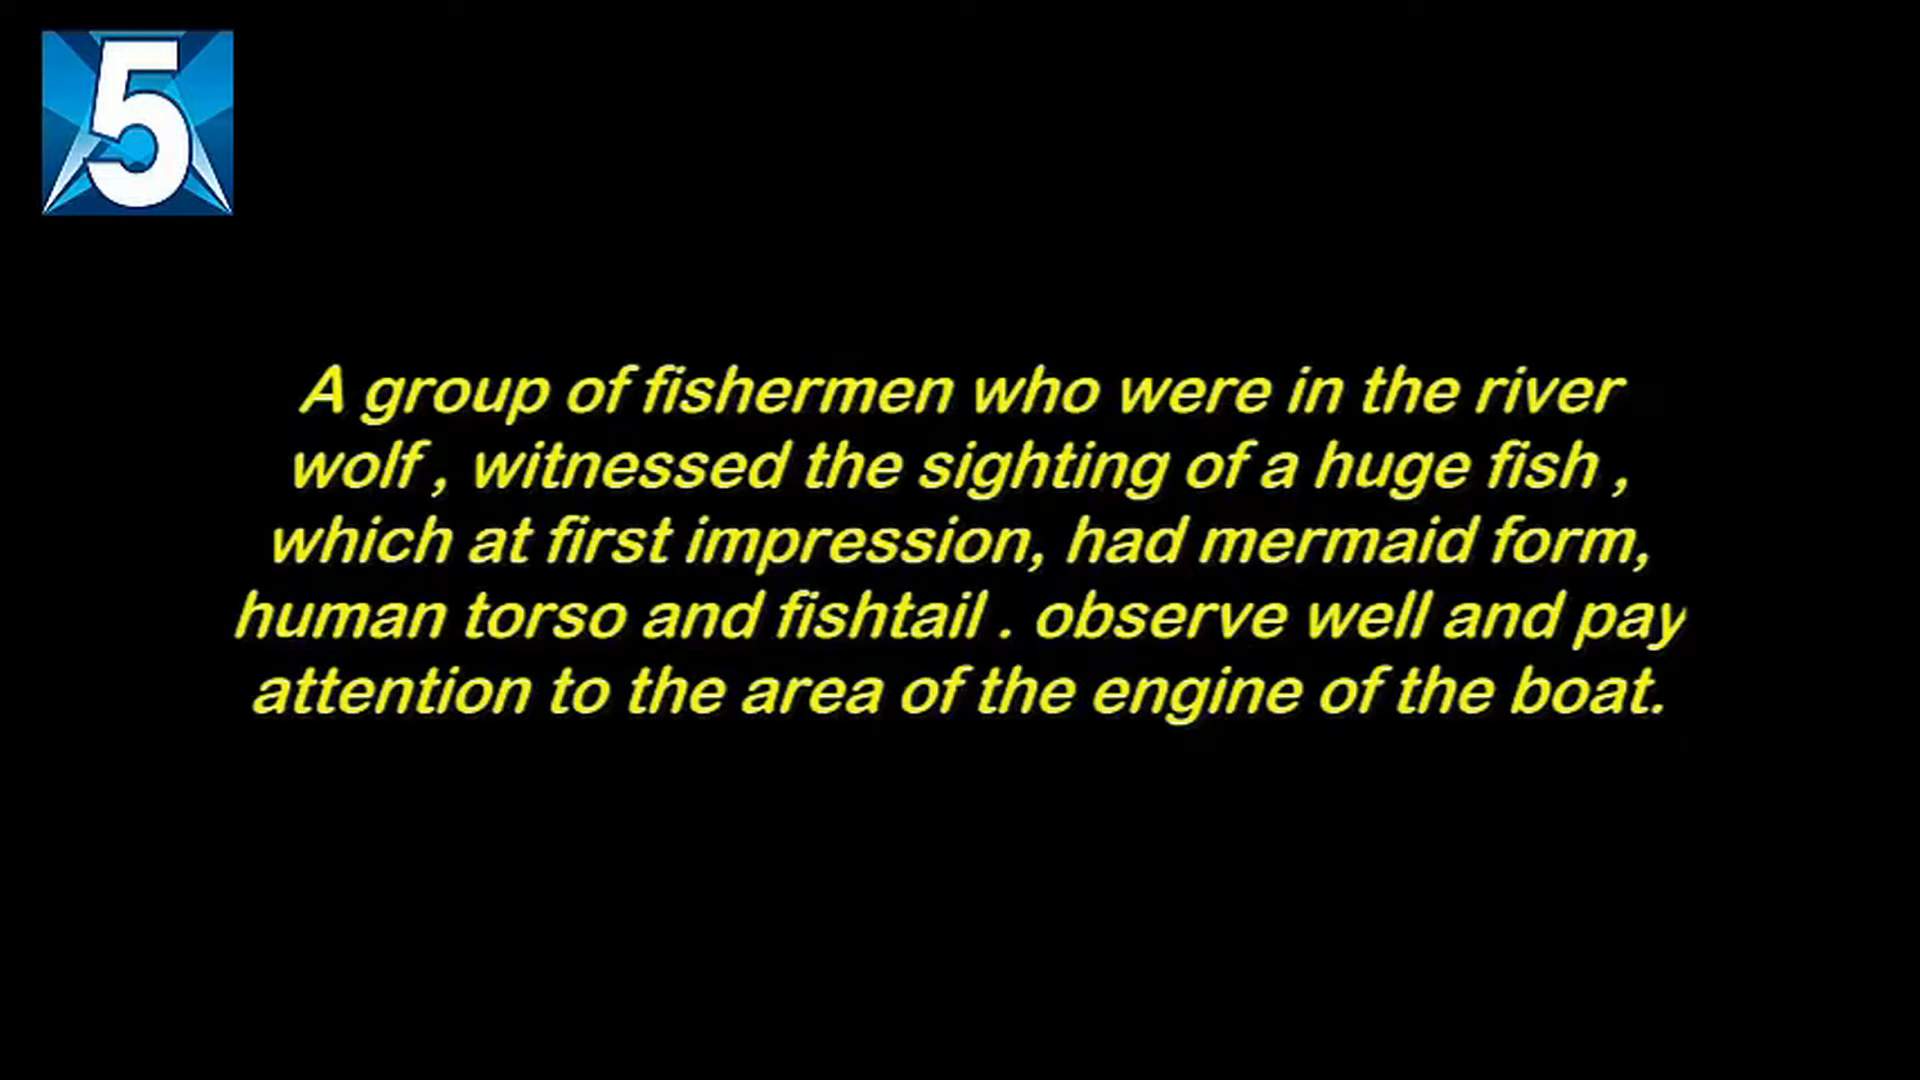 5
A group of fishermen who were in the river
wolf , witnessed the sighting of a huge fish ,
which at first impression, had mermaid form,
human torso and fishtail . observe well and pay
attention to the area of the engine of the boat.